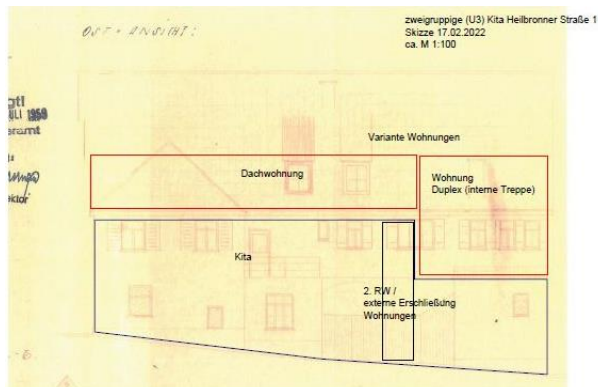 zweigruppige (U3) Kita Heilbronner Straße 1
Skizze 17.02.2022
ca. M 1:100
OST - ANSICHT:
Variante Wohnungen
Dachwohnung
Wohnung
Duplex (interne Treppe)
Kita
2. RW /
externe Erschließung
Wohnungen